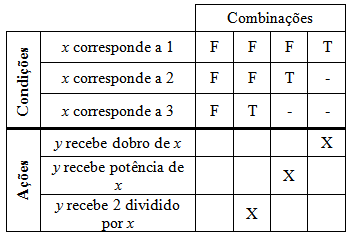 Combinações
Condições
x corresponde a 1 F F F T
x corresponde a 2 F F T -
x corresponde a 3 F T - -
Ações
y recebe dobro de x X
y recebe potência de
x X
y recebe 2 dividido
por x X